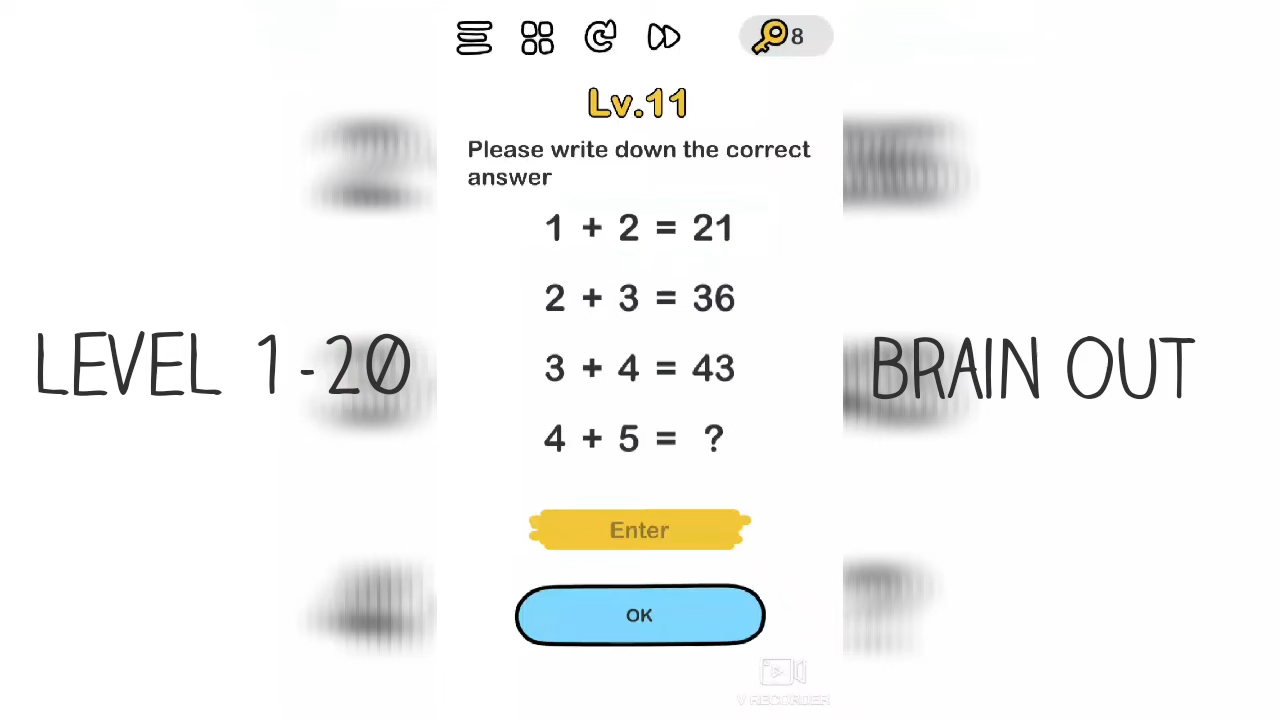 8
Lv.11
Please write down the correct
answer
1 + 2 = 21
2 + 3 = 36
3 + 4 = 43
4 + 5 = ?
LEVEL 1-20
BRAIN OUT
Enter
OK
V RECORDER